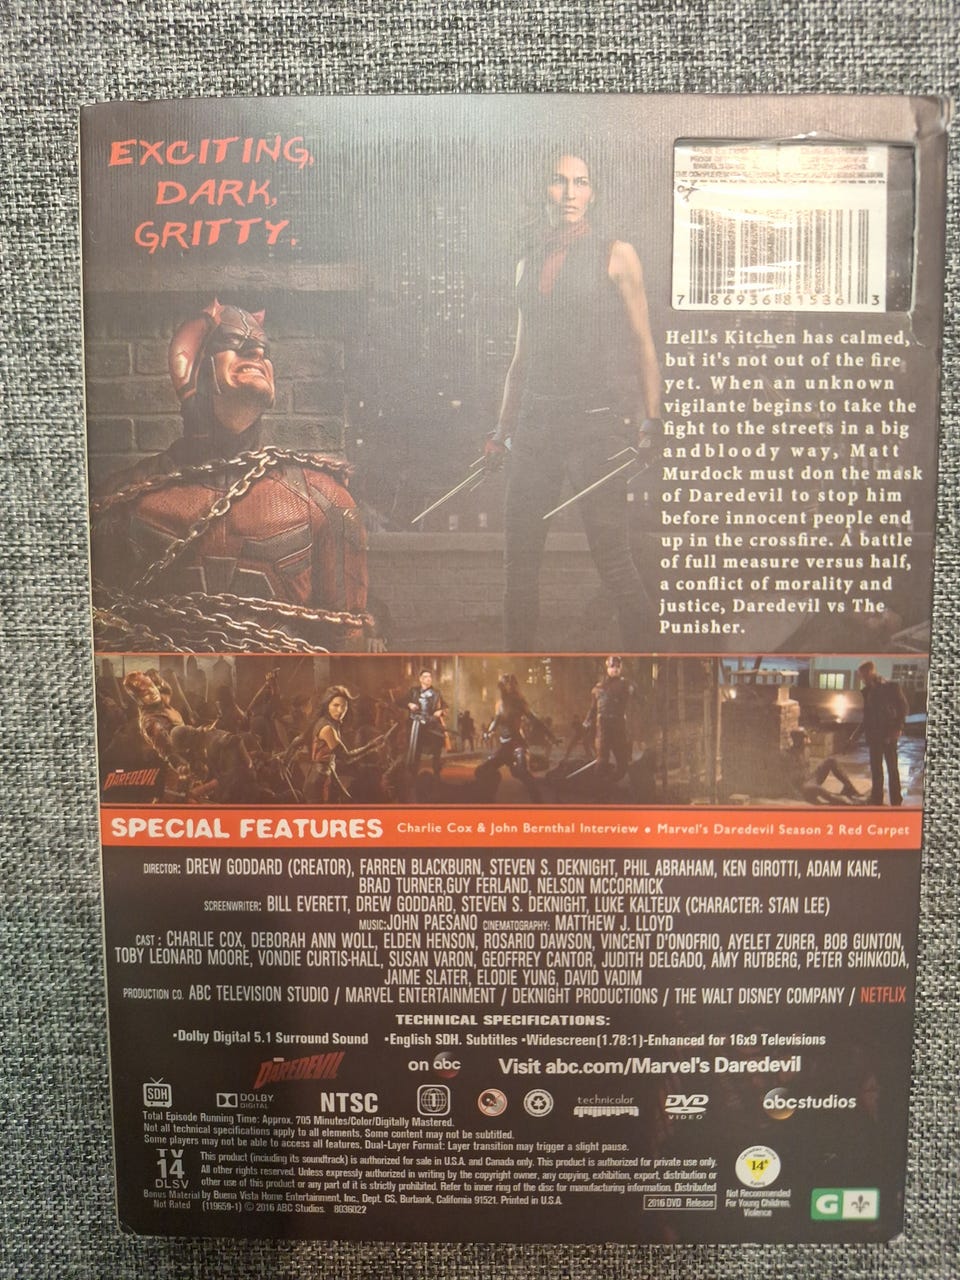 EXCITING,
DARK,
GRITTY.
7 86936 81536 3
Hell's Kitchen has calmed,
but it's not out of the fire
yet. When an unknown
vigilante begins to take the
fight to the streets in a big
andbloody way, Matt
Murdock must don the mask
of Daredevil to stop him
before innocent people end
up in the crossfire. A battle
of full measure versus half,
a conflict of morality and
justice, Daredevil vs The
Punisher.
DAREDEVIL
SPECIAL FEATURES Charlie Cox & John Bernthal Interview • Marvel's Daredevil Season 2 Red Carpet
DIRECTOR: DREW GODDARD (CREATOR), FARREN BLACKBURN, STEVEN S. DEKNIGHT, PHIL ABRAHAM, KEN GIROTTI, ADAM KANE,
BRAD TURNER,GUY FERLAND, NELSON MCCORMICK
SCREENWRITER: BILL EVERETT, DREW GODDARD, STEVEN S. DEKNIGHT, LUKE KALTEUX (CHARACTER: STAN LEE)
MUSIC:JOHN PAESANO CINEMATOGRAPHY: MATTHEW J. LLOYD
CAST : CHARLIE COX, DEBORAH ANN WOLL, ELDEN HENSON, ROSARIO DAWSON, VINCENT D'ONOFRIO, AYELET ZURER, BOB GUNTON,
TOBY LEONARD MOORE, VONDIE CURTIS-HALL, SUSAN VARON, GEOFFREY CANTOR, JUDITH DELGADO, AMY RUTBERG, PETER SHINKODA,
JAIME SLATER, ELODIE YUNG, DAVID VADIM
PRODUCTION CO. ABC TELEVISION STUDIO / MARVEL ENTERTAINMENT / DEKNIGHT PRODUCTIONS / THE WALT DISNEY COMPANY / NETFLIX
TECHNICAL SPECIFICATIONS:
•Dolby Digital 5.1 Surround Sound •English SDH. Subtitles •Widescreen(1.78:1)-Enhanced for 16x9 Televisions
DAREDEVIL on abc Visit abc.com/Marvel's Daredevil
SDH DOLBY DIGITAL NTSC technicolor DVD VIDEO abc studios
Total Episode Running Time: Approx. 705 Minutes/Color/Digitally Mastered.
Not all technical specifications apply to all elements, Some content may not be subtitled.
Some players may not be able to access all features. Dual-Layer Format: Layer transition may trigger a slight pause.
TV
14
DLSV
This product (including its soundtrack) is authorized for sale in U.S.A. and Canada only. This product is authorized for private use only.
All other rights reserved. Unless expressly authorized in writing by the copyright owner, any copying, exhibition, export, distribution or
other use of this product or any part of it is strictly prohibited. Refer to inner ring of the disc for manufacturing information. Distributed
Bonus Material by Buena Vista Home Entertainment, Inc., Dept. CS, Burbank, California 91521. Printed in U.S.A.
Not Rated (119659-1) © 2016 ABC Studios. 8036022
2016 DVD Release
14+
Not Recommended
For Young Children,
Violence
G